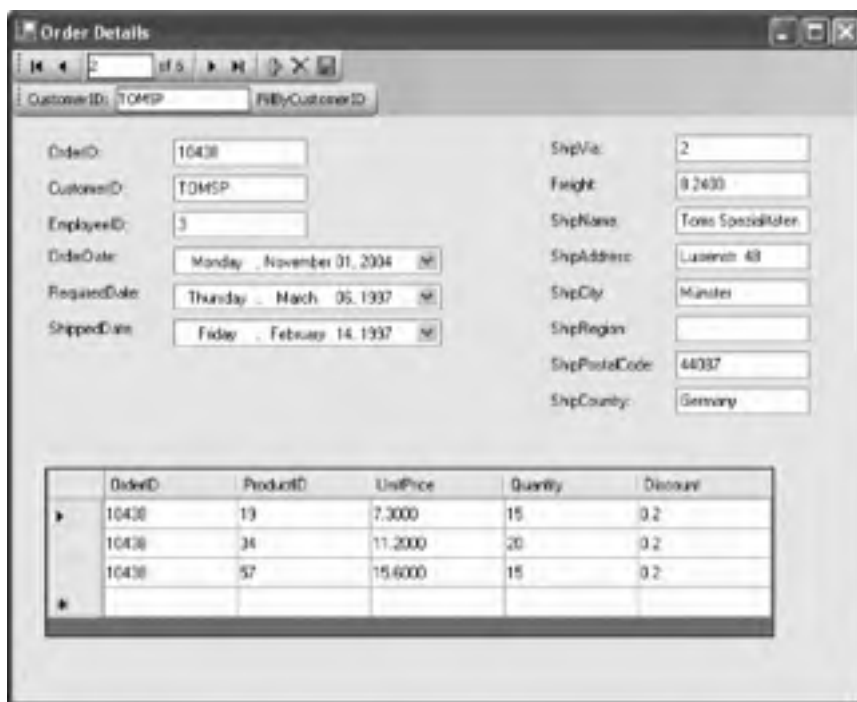 Order Details
2 of 6
CustomerID: TOMSP FillByCustomerID
OrderID: 10438
CustomerID: TOMSP
EmployeeID: 3
OrderDate: Monday , November 01, 2004
RequiredDate: Thursday , March 06, 1997
ShippedDate: Friday , February 14, 1997
ShipVia: 2
Freight: 8.2400
ShipName: Toms Spezialitäten
ShipAddress:
48
ShipCity: Münster
ShipRegion:
ShipPostalCode: 44087
ShipCountry: Germany
OrderID ProductID UnitPrice Quantity Discount
10438 19 7.3000 15 0.2
10438 34 11.2000 20 0.2
10438 57 15.6000 15 0.2